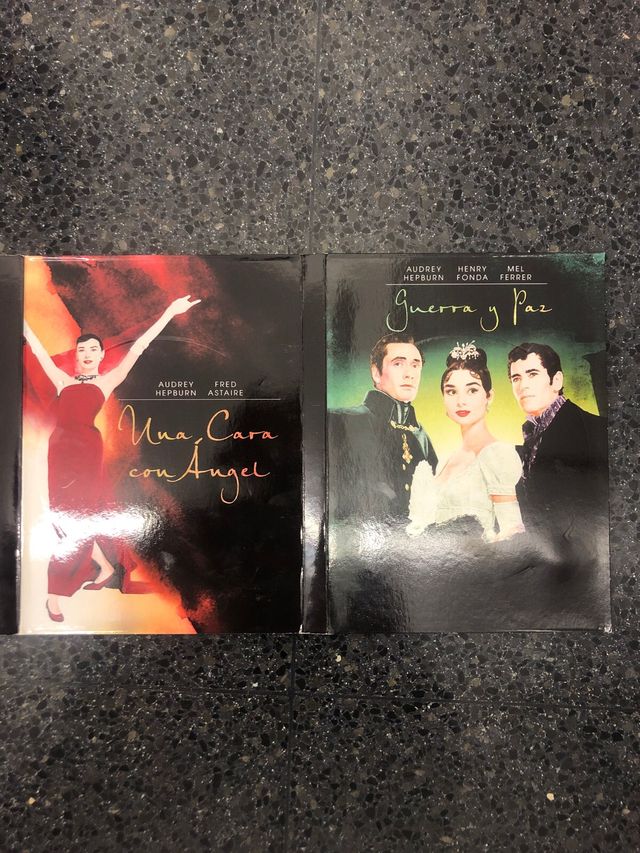 AUDREY FRED
HEPBURN ASTAIRE
Una Cara
con Ángel
AUDREY HENRY MEL
HEPBURN FONDA FERRER
Guerra y Paz